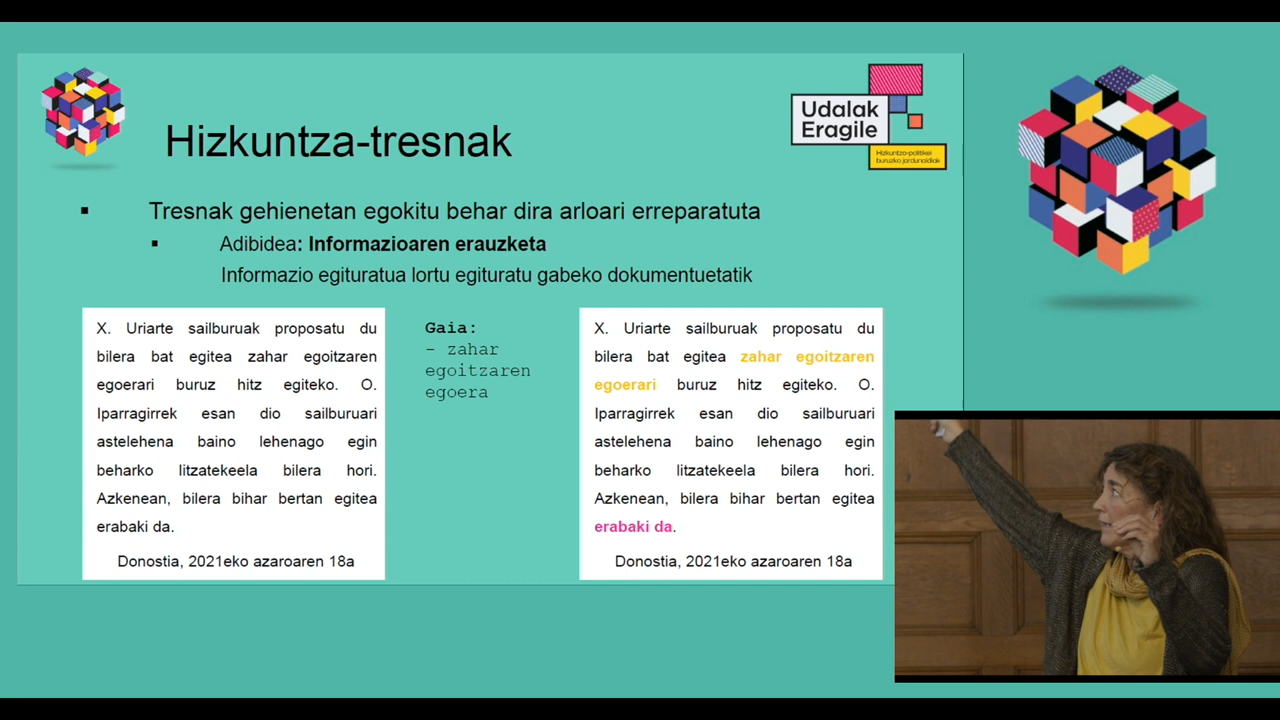 Hizkuntza-tresnak
Udalak
Eragile
Hizkuntza-politikei
buruzko jardunaldiak
▪ Tresnak gehienetan egokitu behar dira arloari erreparatuta
▪ Adibidea: Informazioaren erauzketa
Informazio egituratua lortu egituratu gabeko dokumentuetatik
X. Uriarte sailburuak proposatu du
bilera bat egitea zahar egoitzaren
egoerari buruz hitz egiteko. O.
Iparragirrek esan dio sailburuari
astelehena baino lehenago egin
beharko litzatekeela bilera hori.
Azkenean, bilera bihar bertan egitea
erabaki da.
Donostia, 2021eko azaroaren 18a
Gaia:
- zahar
egoitzaren
egoera
X. Uriarte sailburuak proposatu du
bilera bat egitea zahar egoitzaren
egoerari buruz hitz egiteko. O.
Iparragirrek esan dio sailburuari
astelehena baino lehenago egin
beharko litzatekeela bilera hori.
Azkenean, bilera bihar bertan egitea
erabaki da.
Donostia, 2021eko azaroaren 18a